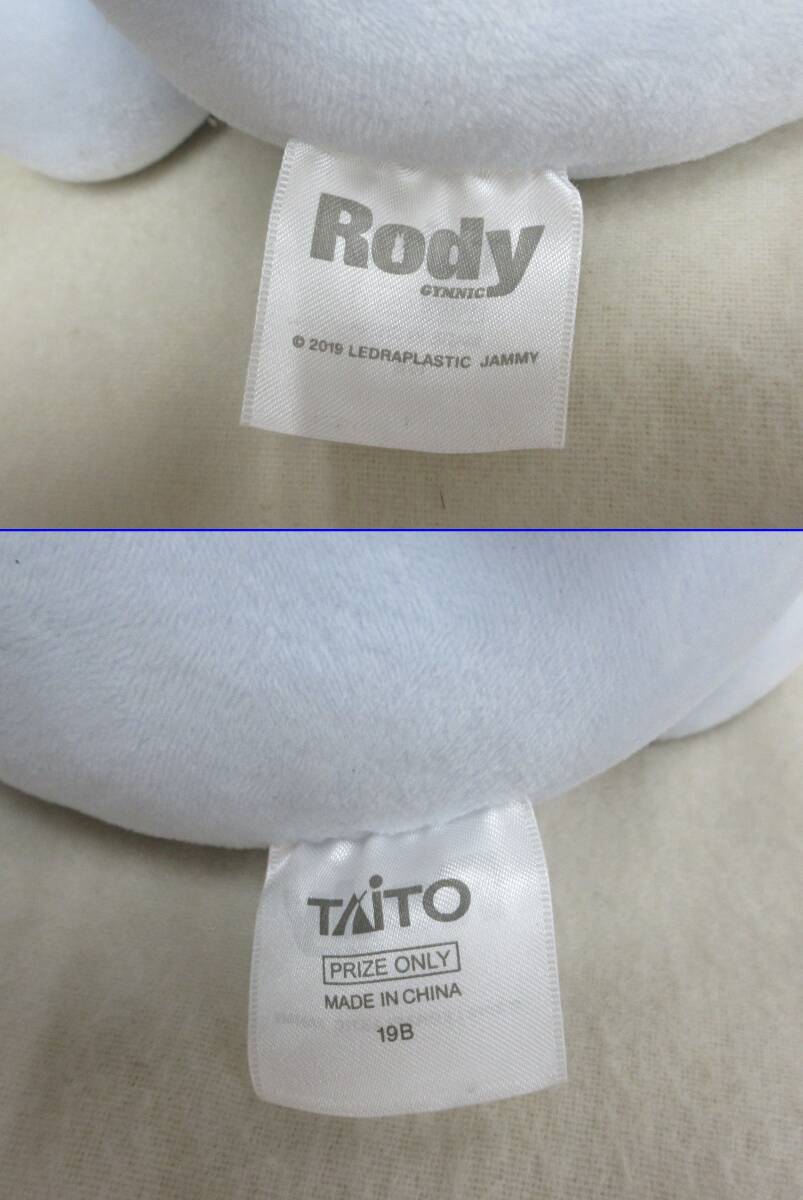 Rody
GYMNIC
© 2019 LEDRAPLASTIC JAMMY
TAiTO
PRIZE ONLY
MADE IN CHINA
19B